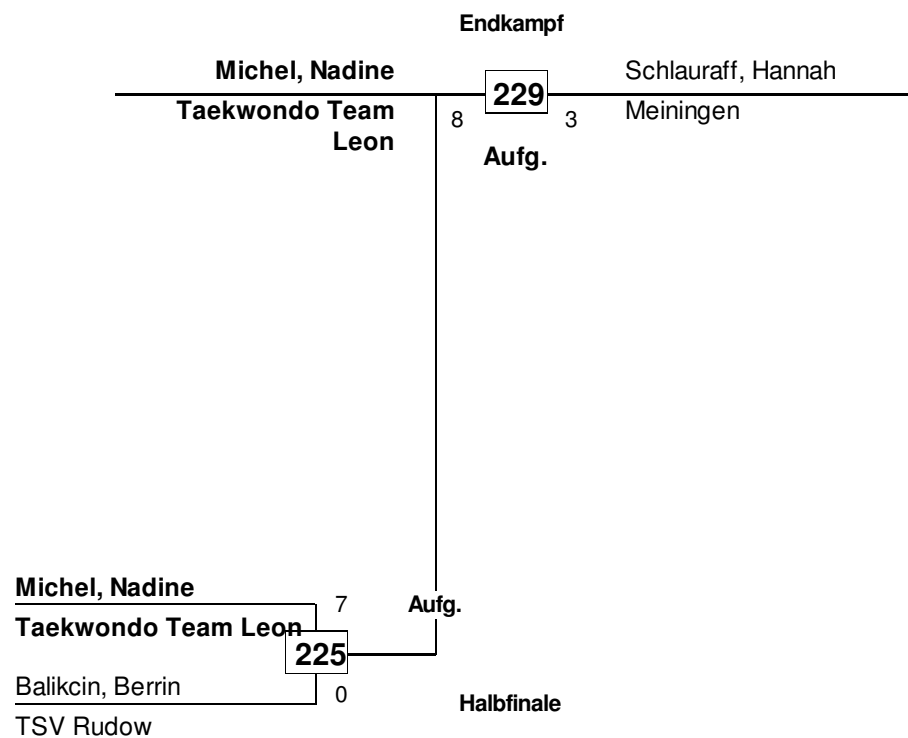 Endkampf
Michel, Nadine
Taekwondo Team
Leon
8
229
3
Aufg.
Schlauraff, Hannah
Meiningen
Michel, Nadine
7
Aufg.
Taekwondo Team Leon
225
Balikcin, Berrin
0
Halbfinale
TSV Rudow